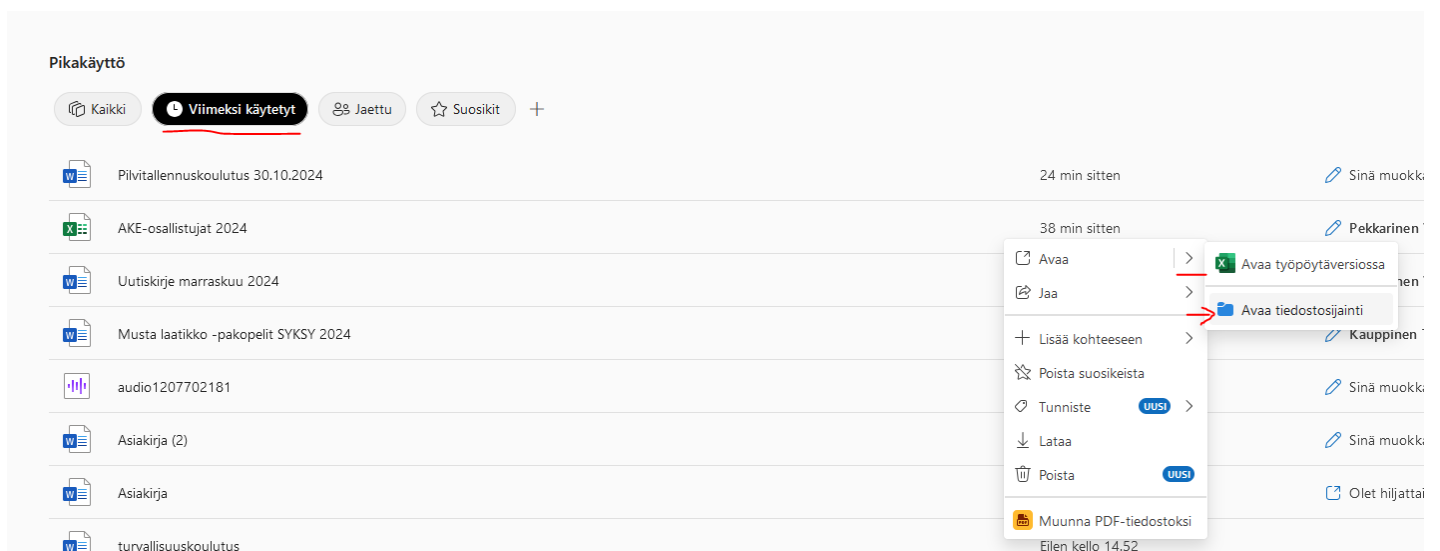 Pikakäyttö
Kaikki Viimeksi käytetyt Jaettu Suosikit
Pilvitallennuskoulutus 30.10.2024 24 min sitten Sinä muokka
AKE-osallistujat 2024 38 min sitten Pekkarinen
Avaa Avaa työpöytäversiossa
Uutiskirje marraskuu 2024
Jaa
Avaa tiedostosijainti
Musta laatikko -pakopelit SYKSY 2024 Kauppinen
Lisää kohteeseen
Poista suosikeista
audio1207702181 Sinä muokka
Tunniste UUSI
Asiakirja (2) Lataa Sinä muokka
Poista UUSI
Asiakirja Olet hiljattai
Muunna PDF-tiedostoksi
turvallisuuskoulutus Eilen kello 14.52